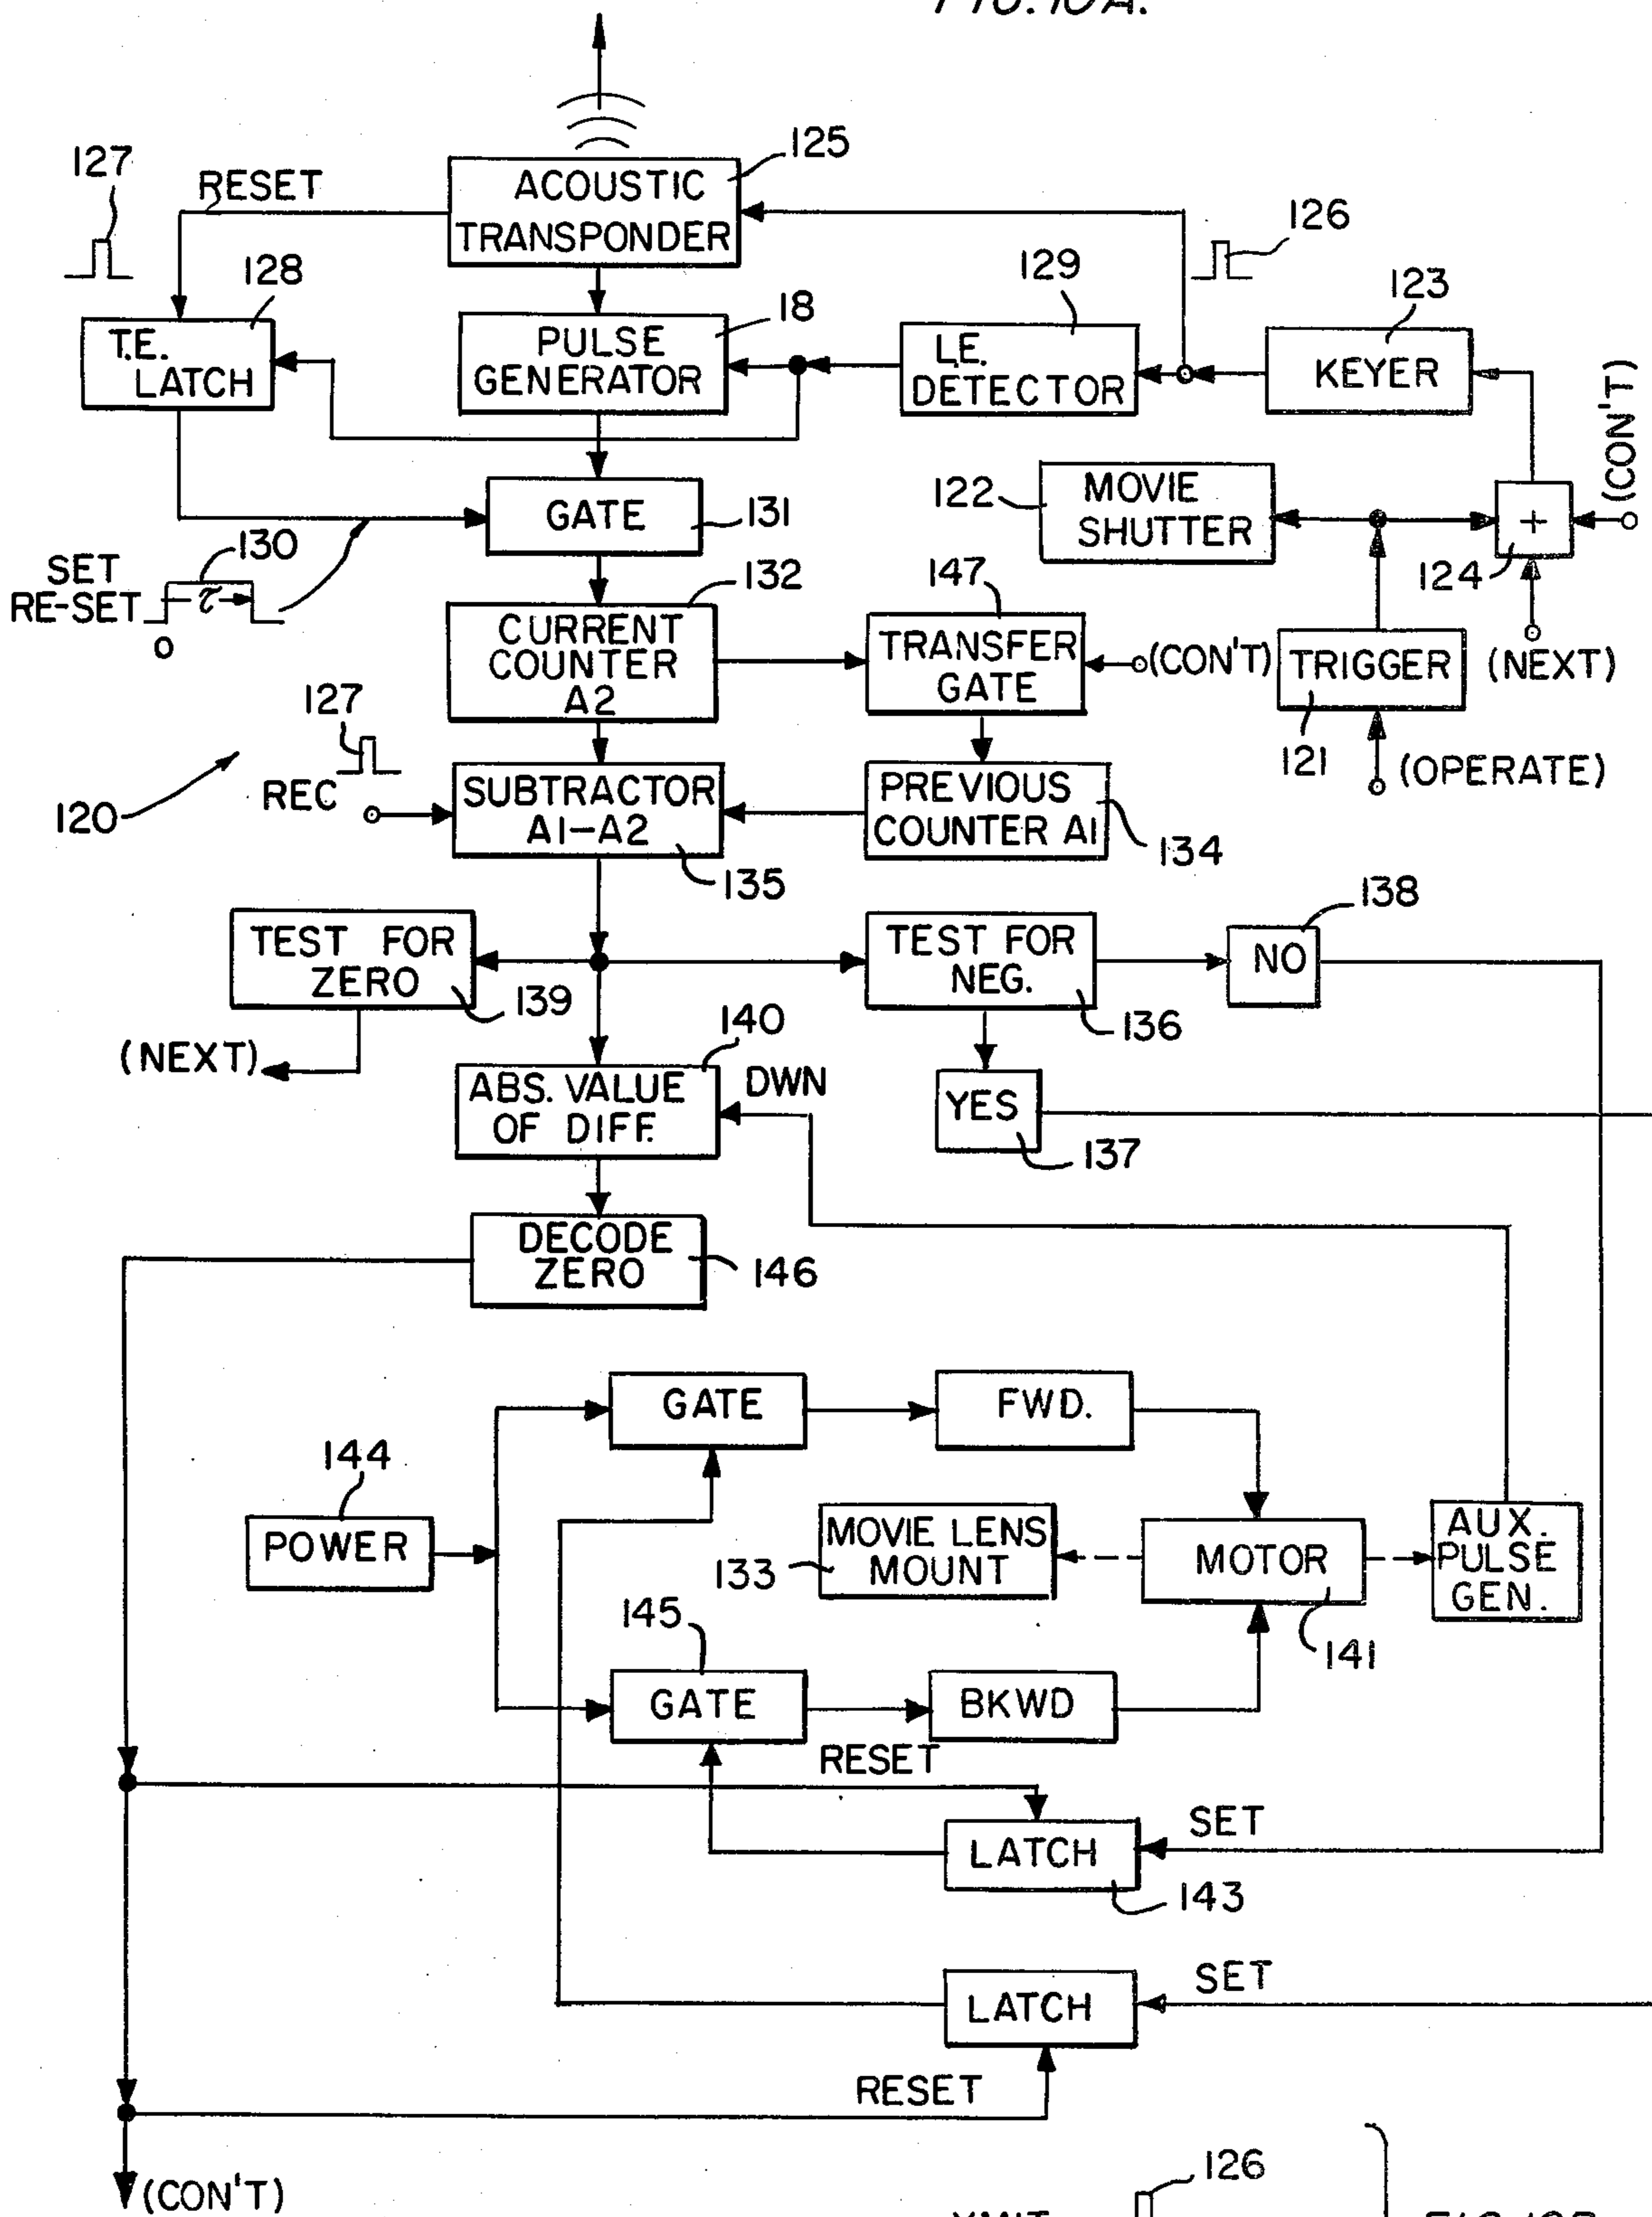 FIG. 10A.
125
127
RESET
ACOUSTIC
TRANSPONDER
126
128
129
123
18
T.E.
LATCH
PULSE
GENERATOR
L.E.
DETECTOR
KEYER
(CON'T)
122
MOVIE
SHUTTER
+
124
GATE
131
130
SET
RE-SET
τ
0
132
147
CURRENT
COUNTER
A2
TRANSFER
GATE
(CON'T)
TRIGGER
(NEXT)
127
121
(OPERATE)
120
REC
SUBTRACTOR
A1-A2
PREVIOUS
COUNTER A1
134
135
138
TEST FOR
ZERO
139
TEST FOR
NEG.
136
NO
(NEXT)
140
ABS. VALUE
OF DIFF.
DWN
YES
137
DECODE
ZERO
146
GATE
FWD.
144
POWER
133
MOVIE LENS
MOUNT
MOTOR
141
AUX.
PULSE
GEN.
145
GATE
BKWD
RESET
LATCH
SET
143
LATCH
SET
RESET
(CON'T)
126